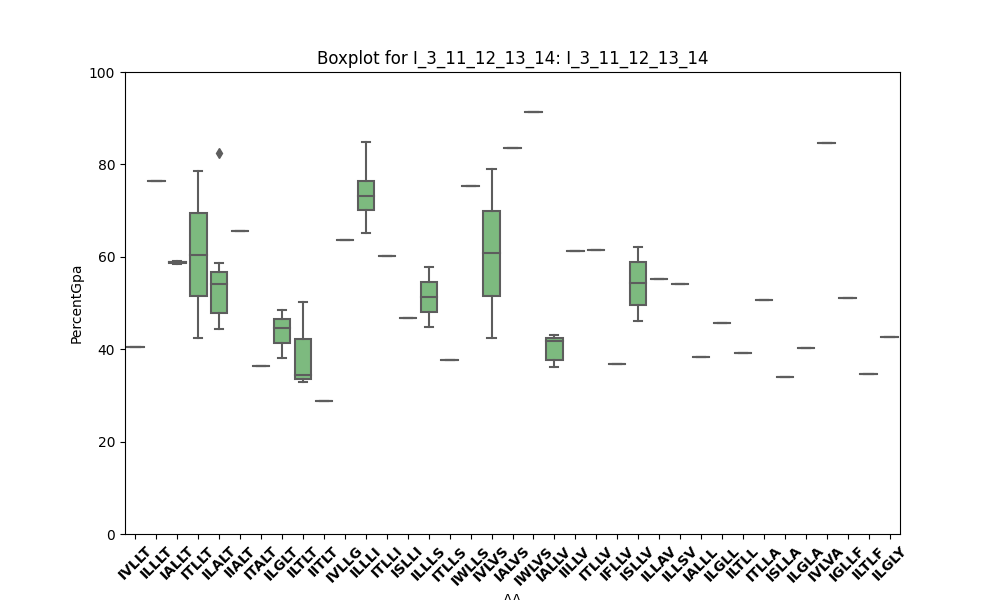 Boxplot for I_3_11_12_13_14: I_3_11_12_13_14
PercentGpa
100
80
60
40
20
0
IVLLT
ILLLT
IALLT
ITLLT
ILALT
IIALT
ITALT
ILGLT
ILTLT
IITLT
IVLLG
ILLLI
ITLLI
ISLLI
ILLLS
ITLLS
IWLLS
IVLVS
IALVS
IWLVS
IALLV
IILLV
ITLLV
IFLLV
ISLLV
ILLAV
ILLSV
IALLL
ILGLL
ILTLL
ITLLA
ISLLA
ILGLA
IVLVA
IGLLF
ILTLF
ILGLY
AA